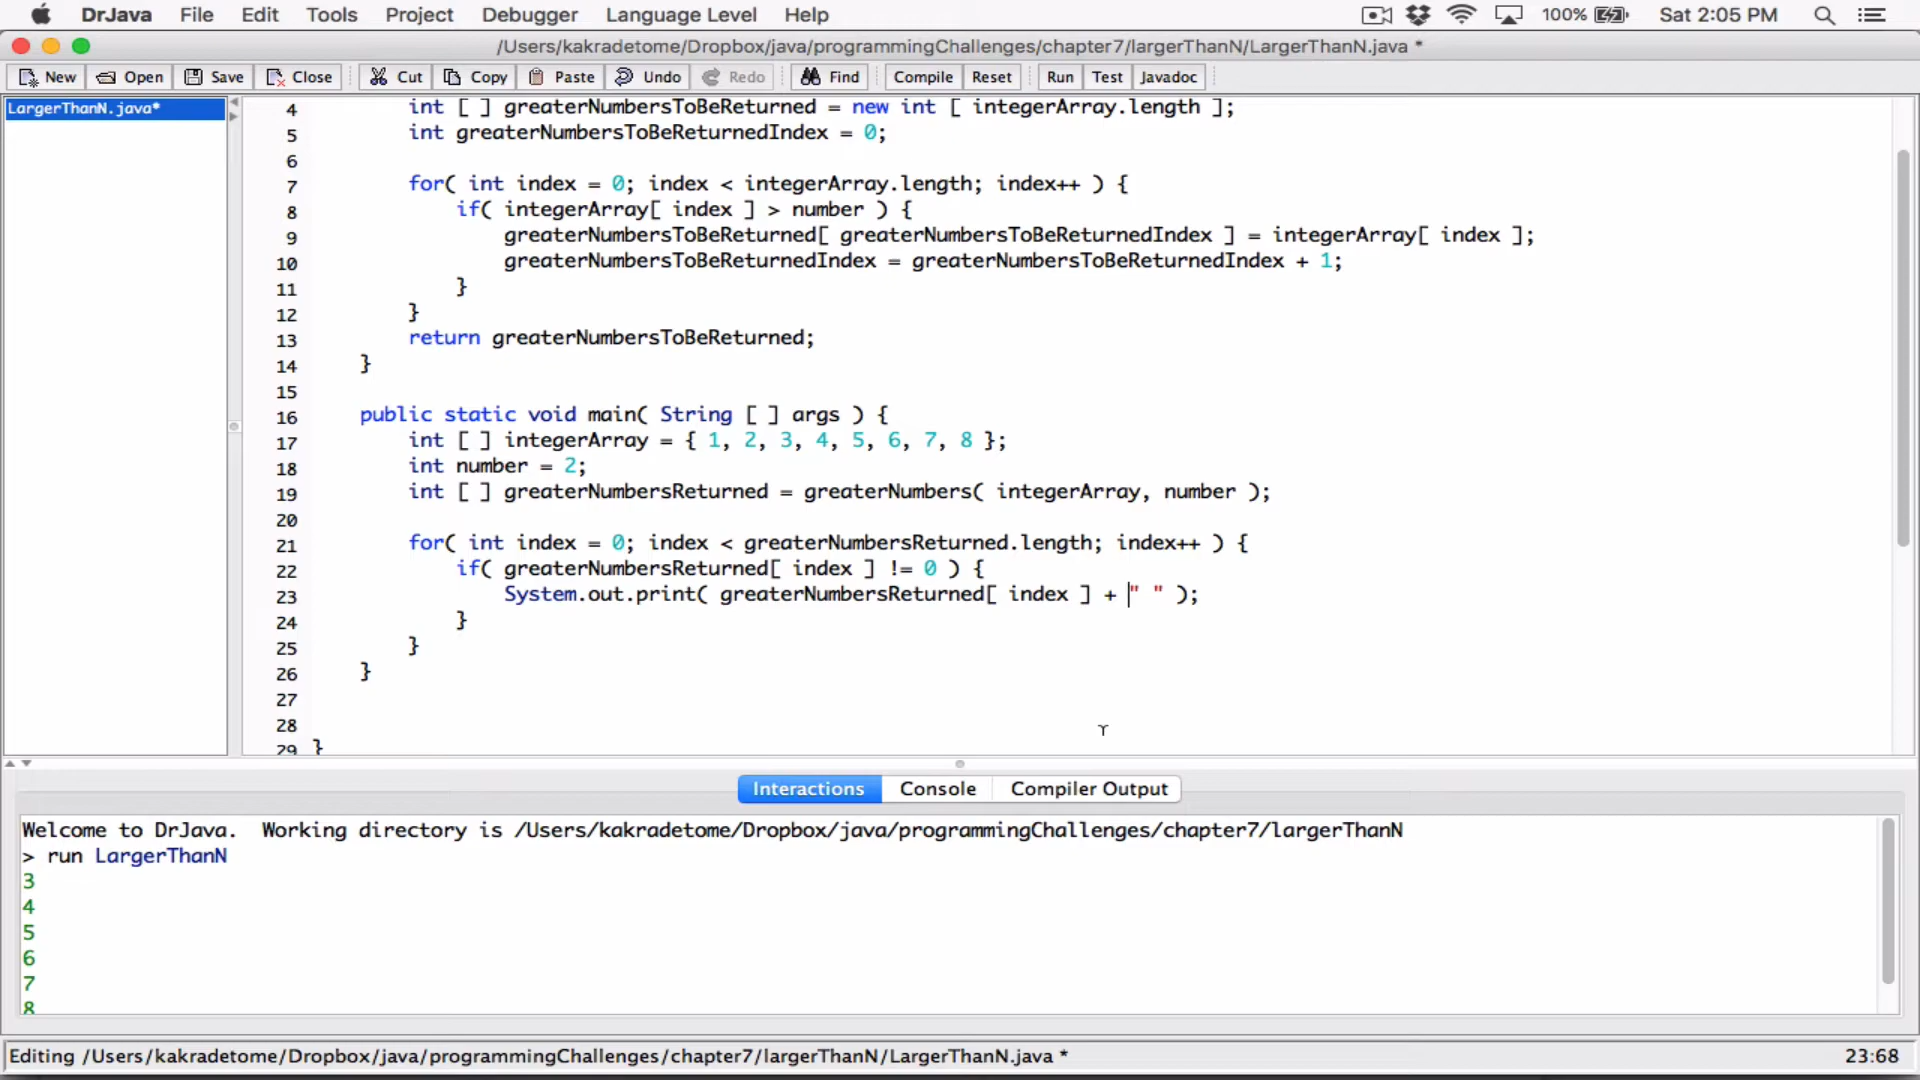 DrJava File Edit Tools Project Debugger Language Level Help 100% Sat 2:05 PM
/Users/kakradetome/Dropbox/java/programmingChallenges/chapter7/largerThanN/LargerThanN.java *
New Open Save Close Cut Copy Paste Undo Redo Find Compile Reset Run Test Javadoc
LargerThanN.java*
4 int [ ] greaterNumbersToBeReturned = new int [ integerArray.length ];
5 int greaterNumbersToBeReturnedIndex = 0;
6
7 for( int index = 0; index < integerArray.length; index++ ) {
8 if( integerArray[ index ] > number ) {
9 greaterNumbersToBeReturned[ greaterNumbersToBeReturnedIndex ] = integerArray[ index ];
10 greaterNumbersToBeReturnedIndex = greaterNumbersToBeReturnedIndex + 1;
11 }
12 }
13 return greaterNumbersToBeReturned;
14 }
15
16 public static void main( String [ ] args ) {
17 int [ ] integerArray = { 1, 2, 3, 4, 5, 6, 7, 8 };
18 int number = 2;
19 int [ ] greaterNumbersReturned = greaterNumbers( integerArray, number );
20
21 for( int index = 0; index < greaterNumbersReturned.length; index++ ) {
22 if( greaterNumbersReturned[ index ] != 0 ) {
23 System.out.print( greaterNumbersReturned[ index ] + " " );
24 }
25 }
26 }
27
28
29 }
Interactions Console Compiler Output
Welcome to DrJava. Working directory is /Users/kakradetome/Dropbox/java/programmingChallenges/chapter7/largerThanN
> run LargerThanN
3
4
5
6
7
8
Editing /Users/kakradetome/Dropbox/java/programmingChallenges/chapter7/largerThanN/LargerThanN.java * 23:68